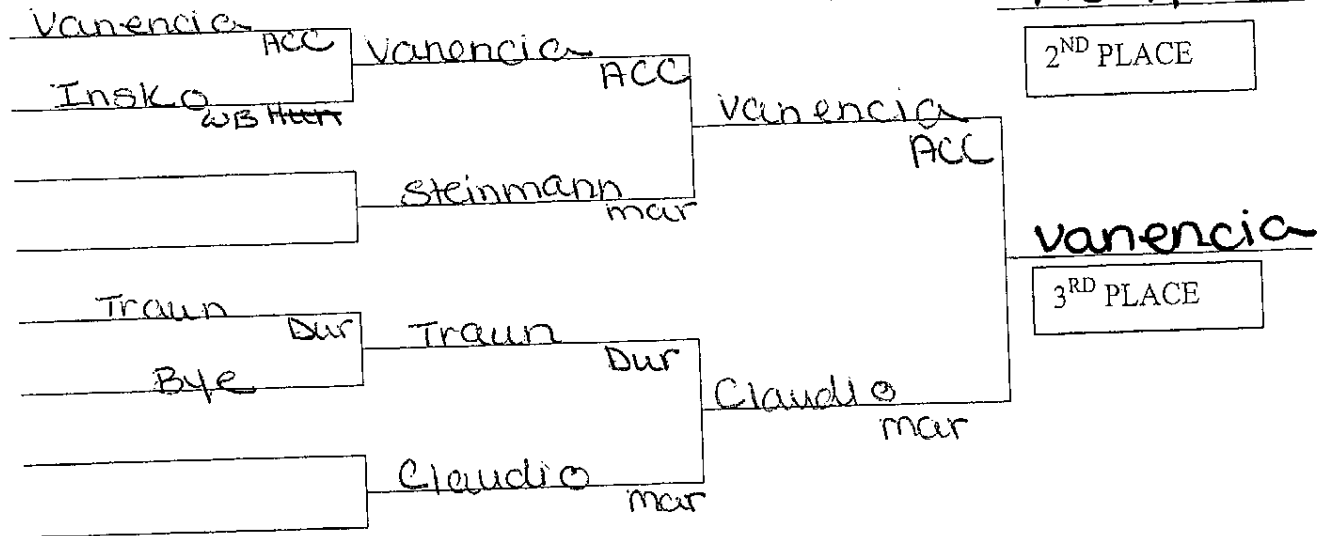 Vanencia
ACC
Vanencia
ACC
2ND PLACE
Insko
WB
Vanencia
ACC
Steinmann
mar
Vanencia
3RD PLACE
Traun
Dur
Traun
Dur
Bye
Claudio
mar
Claudio
mar